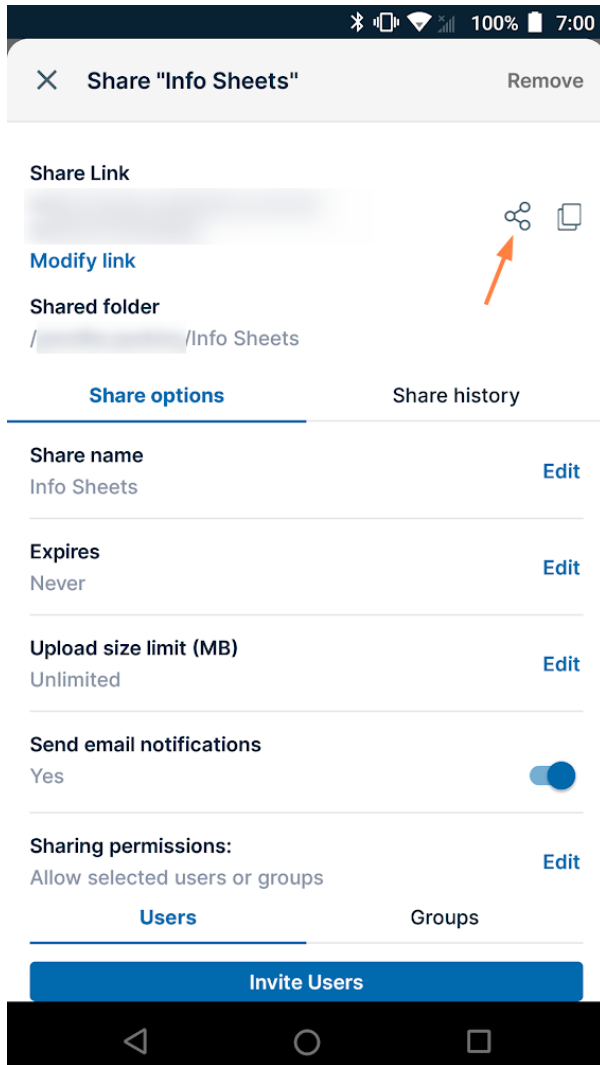 100% 7:00
Share "Info Sheets" Remove
Share Link
Modify link
Shared folder
/ /Info Sheets
Share options Share history
Share name
Info Sheets
Edit
Expires
Never
Edit
Upload size limit (MB)
Unlimited
Edit
Send email notifications
Yes
Sharing permissions:
Allow selected users or groups
Edit
Users Groups
Invite Users